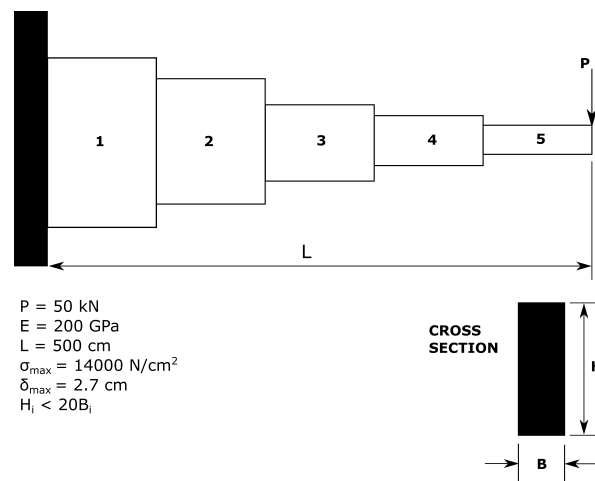 P
1
2
3
4
5
L
P = 50 kN
E = 200 GPa
L = 500 cm
σmax = 14000 N/cm²
δmax = 2.7 cm
Hi < 20Bi
CROSS
SECTION
B